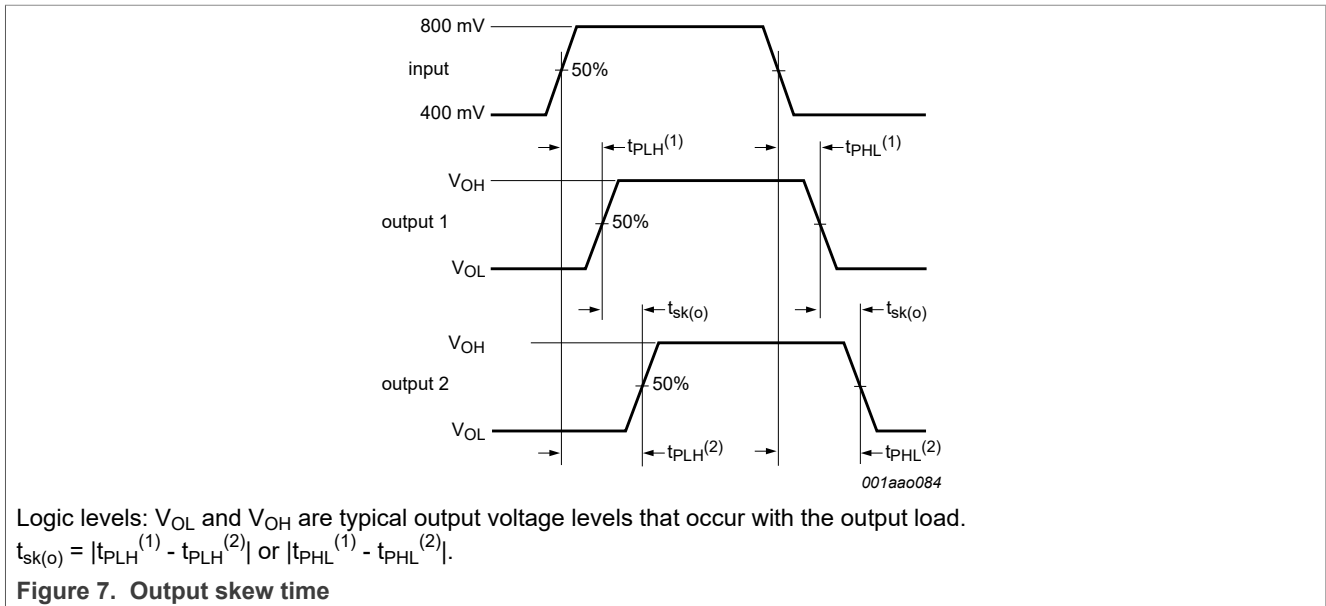 800 mV
input
50%
400 mV
tPLH(1)
tPHL(1)
VOH
output 1
50%
VOL
tsk(o)
tsk(o)
VOH
output 2
50%
VOL
tPLH(2)
tPHL(2)
001aao084
Logic levels: VOL and VOH are typical output voltage levels that occur with the output load.
tsk(o) = |tPLH(1) - tPLH(2)| or |tPHL(1) - tPHL(2)|.
Figure 7. Output skew time